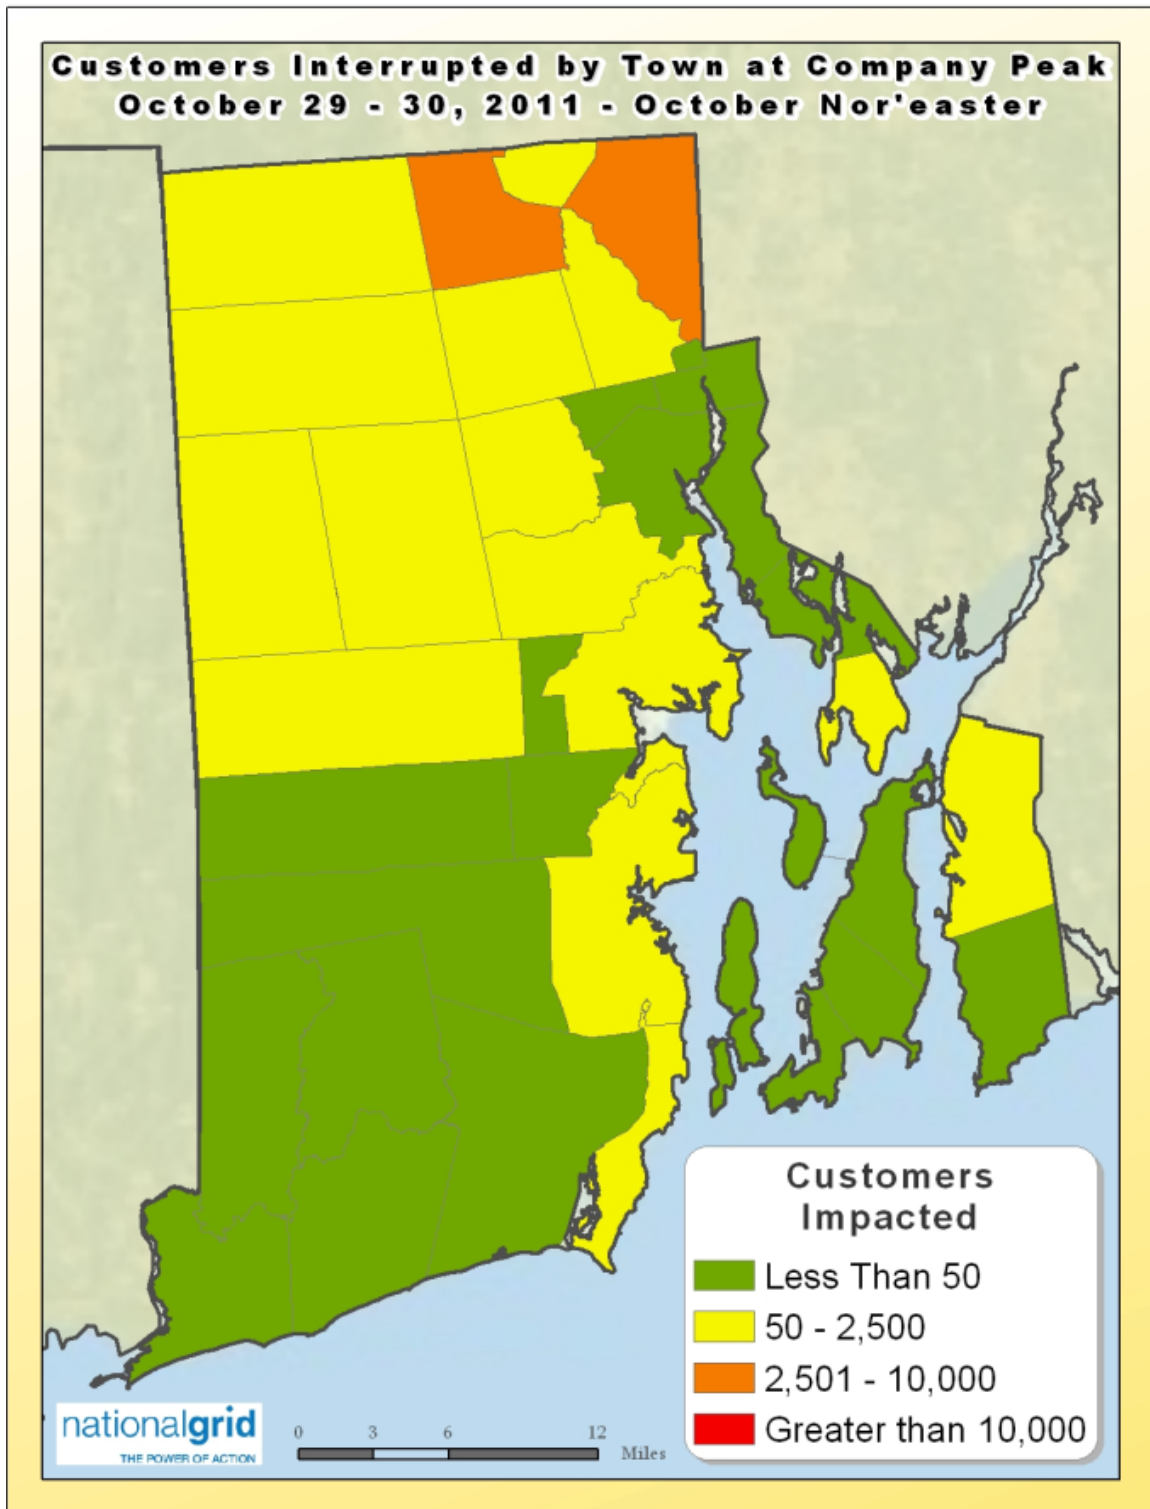 Customers Interrupted by Town at Company Peak
October 29 - 30, 2011 - October Nor'easter
Customers
Impacted
Less Than 50
50 - 2,500
2,501 - 10,000
Greater than 10,000
nationalgrid
THE POWER OF ACTION
0 3 6 12
Miles